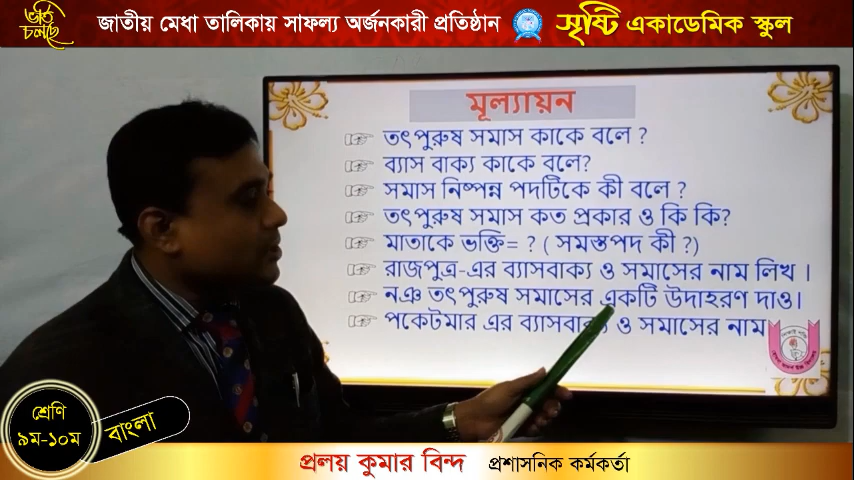 ভর্তি চলছে
জাতীয় মেধা তালিকায় সাফল্য অর্জনকারী প্রতিষ্ঠান সৃষ্টি একাডেমিক স্কুল
মূল্যায়ন
তৎপুরুষ সমাস কাকে বলে ?
ব্যাস বাক্য কাকে বলে?
সমাস নিষ্পন্ন পদটিকে কী বলে ?
তৎপুরুষ সমাস কত প্রকার ও কি কি?
মাতাকে ভক্তি= ? ( সমস্তপদ কী ?)
রাজপুত্র-এর ব্যাসবাক্য ও সমাসের নাম লিখ ।
নঞ তৎপুরুষ সমাসের একটি উদাহরণ দাও।
পকেটমার এর ব্যাসবাক্য ও সমাসের নাম
শ্রেণি
৯ম-১০ম
বাংলা
প্রলয় কুমার বিন্দ প্রশাসনিক কর্মকর্তা